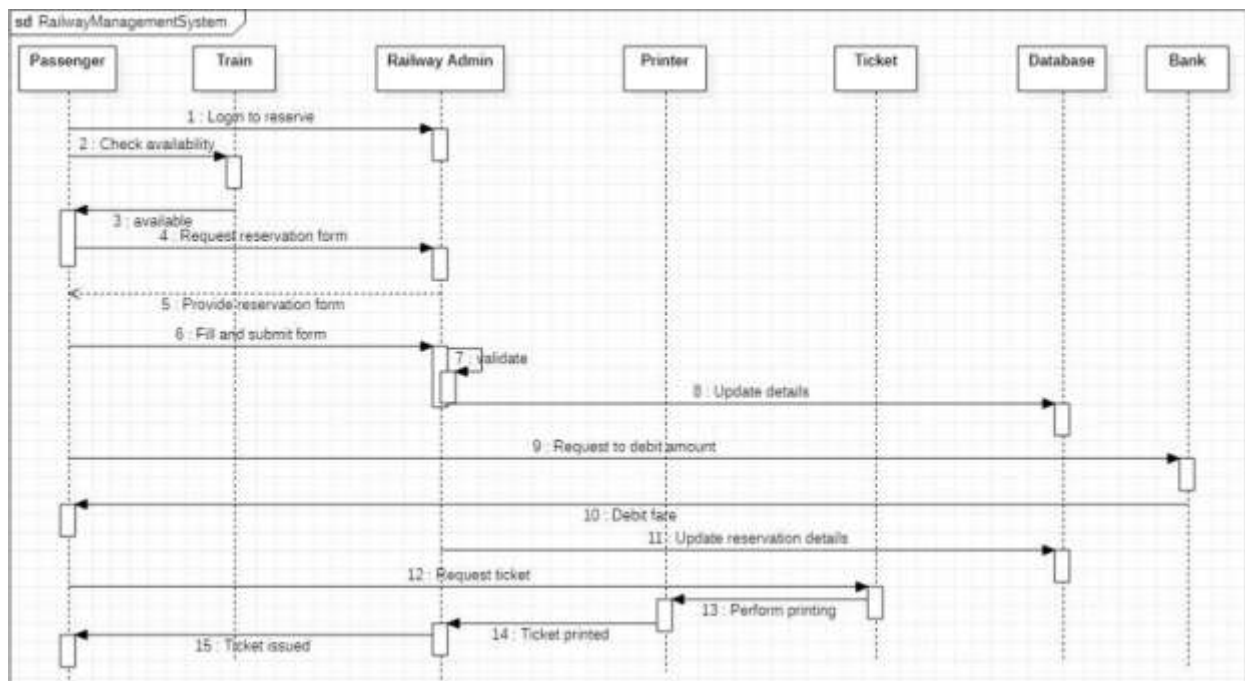 sd RailwayManagementSystem
Passenger
Train
Railway Admin
Printer
Ticket
Database
Bank
1 : Login to reserve
2 : Check availability
3 : available
4 : Request reservation form
5 : Provide reservation form
6 : Fill and submit form
7 : validate
8 : Update details
9 : Request to debit amount
10 : Debit fare
11 : Update reservation details
12 : Request ticket
13 : Perform printing
14 : Ticket printed
15 : Ticket issued